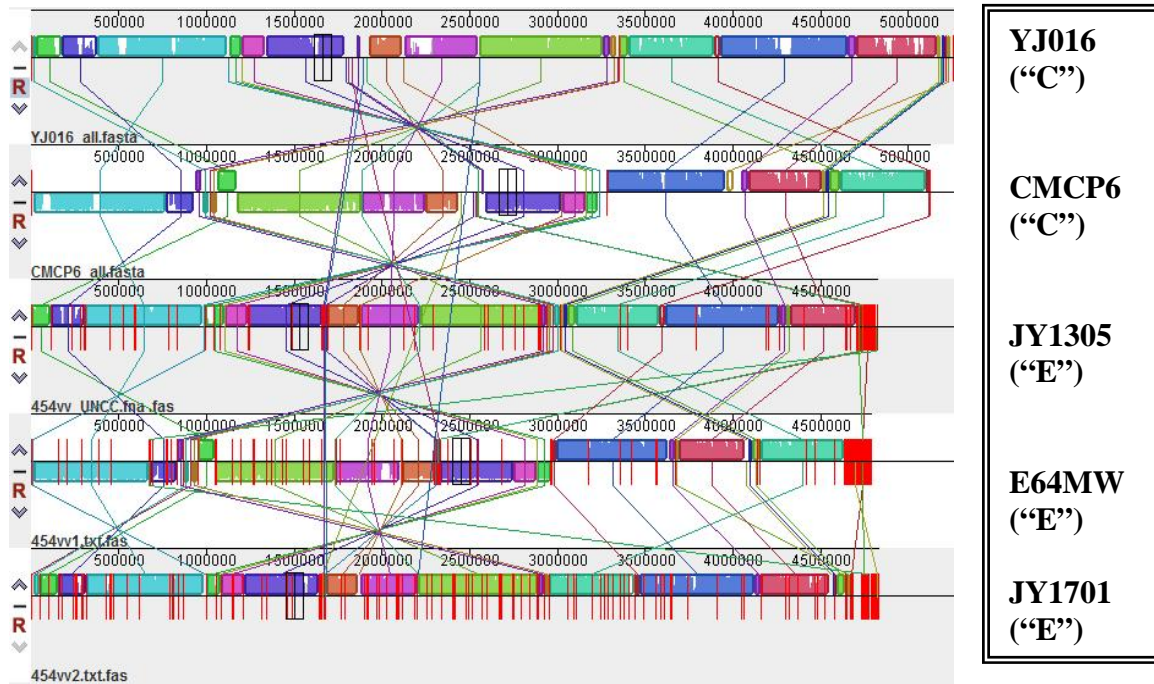 500000 1000000 1500000 2000000 2500000 3000000 3500000 4000000 4500000 5000000
R
YJ016_all.fasta
500000 1000000 1500000 2000000 2500000 3000000 3500000 4000000 4500000 5000000
R
CMCP6_all.fasta
500000 1000000 1500000 2000000 2500000 3000000 3500000 4000000 4500000
R
454vv_UNCC.fna.fas
500000 1000000 1500000 2000000 2500000 3000000 3500000 4000000 4500000
R
454vv1.txt.fas
500000 1000000 1500000 2000000 2500000 3000000 3500000 4000000 4500000
R
454vv2.txt.fas
YJ016
(“C”)
CMCP6
(“C”)
JY1305
(“E”)
E64MW
(“E”)
JY1701
(“E”)